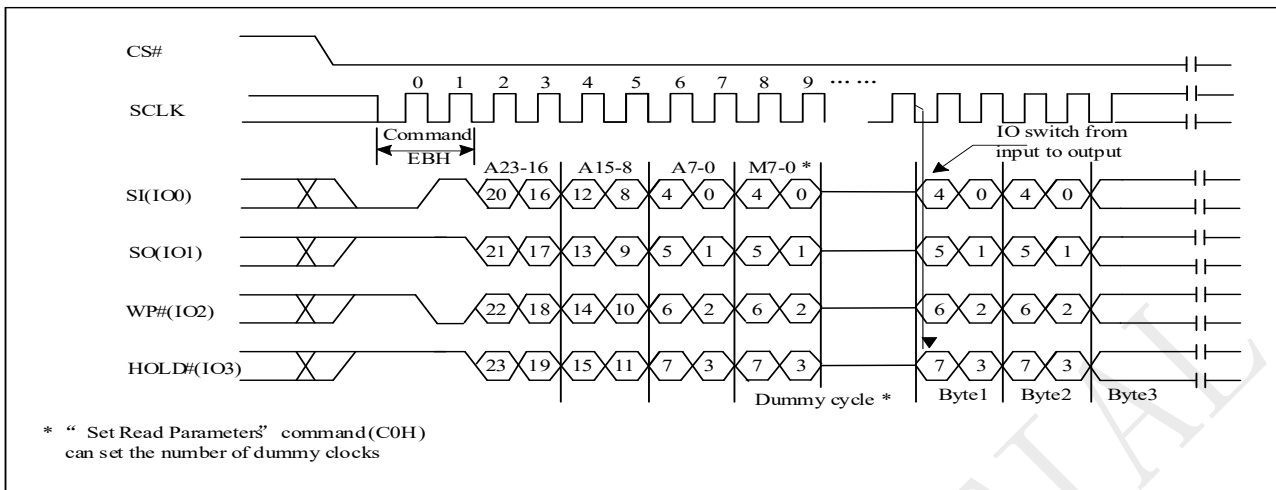 CS#
0 1 2 3 4 5 6 7 8 9 ... ...
SCLK
Command
EBH
IO switch from
input to output
A23-16 A15-8 A7-0 M7-0 *
SI(IO0) 20 16 12 8 4 0 4 0 4 0 4 0
SO(IO1) 21 17 13 9 5 1 5 1 5 1 5 1
WP#(IO2) 22 18 14 10 6 2 6 2 6 2 6 2
HOLD#(IO3) 23 19 15 11 7 3 7 3 7 3 7 3
Dummy cycle * Byte1 Byte2 Byte3
* “ Set Read Parameters” command(C0H)
can set the number of dummy clocks